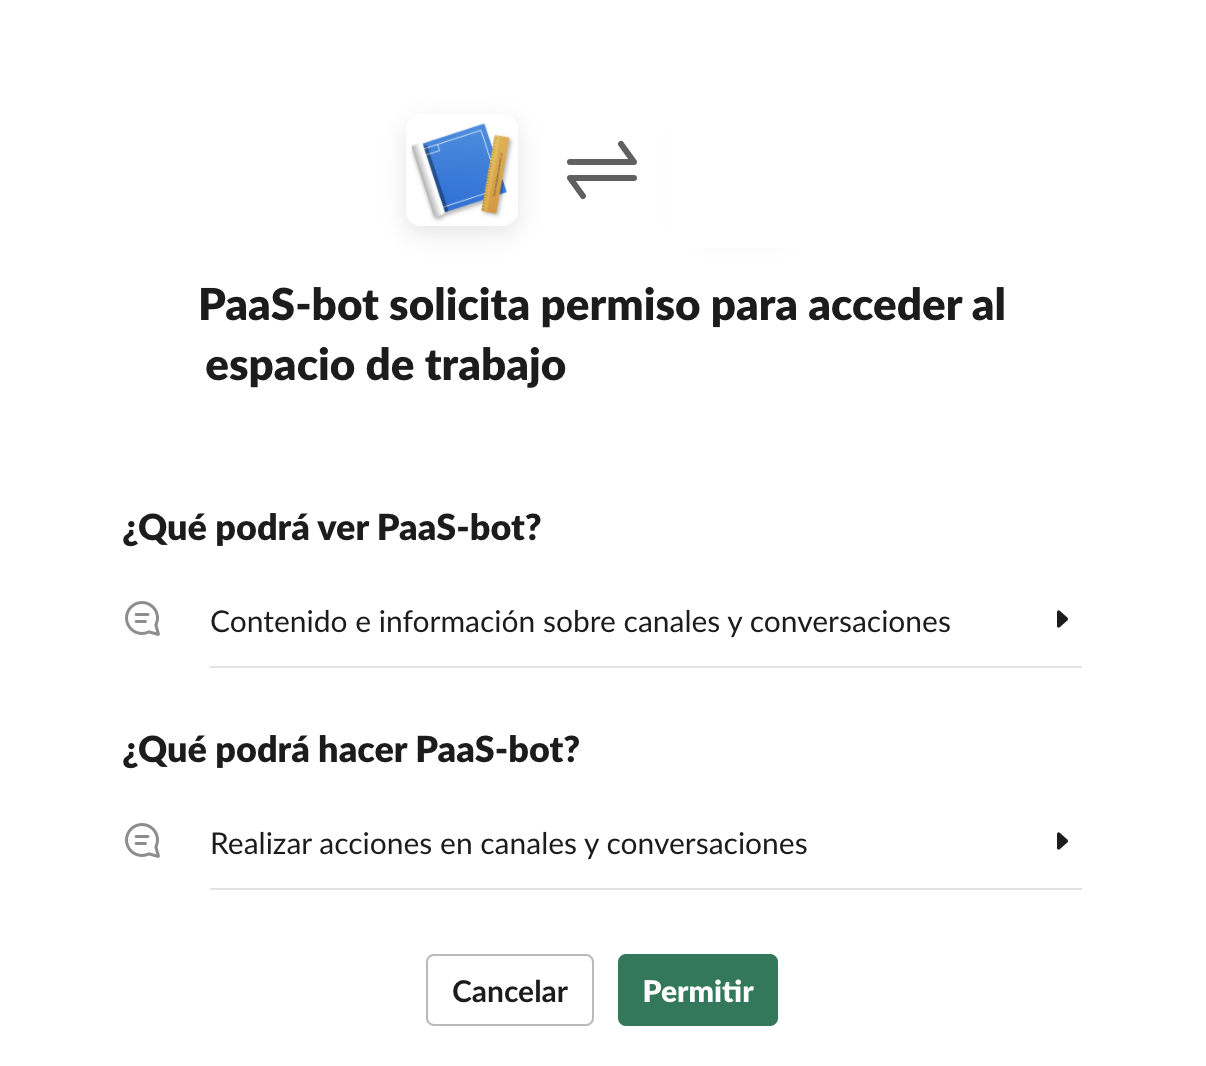 PaaS-bot solicita permiso para acceder al
espacio de trabajo
¿Qué podrá ver PaaS-bot?
Contenido e información sobre canales y conversaciones
¿Qué podrá hacer PaaS-bot?
Realizar acciones en canales y conversaciones
Cancelar
Permitir